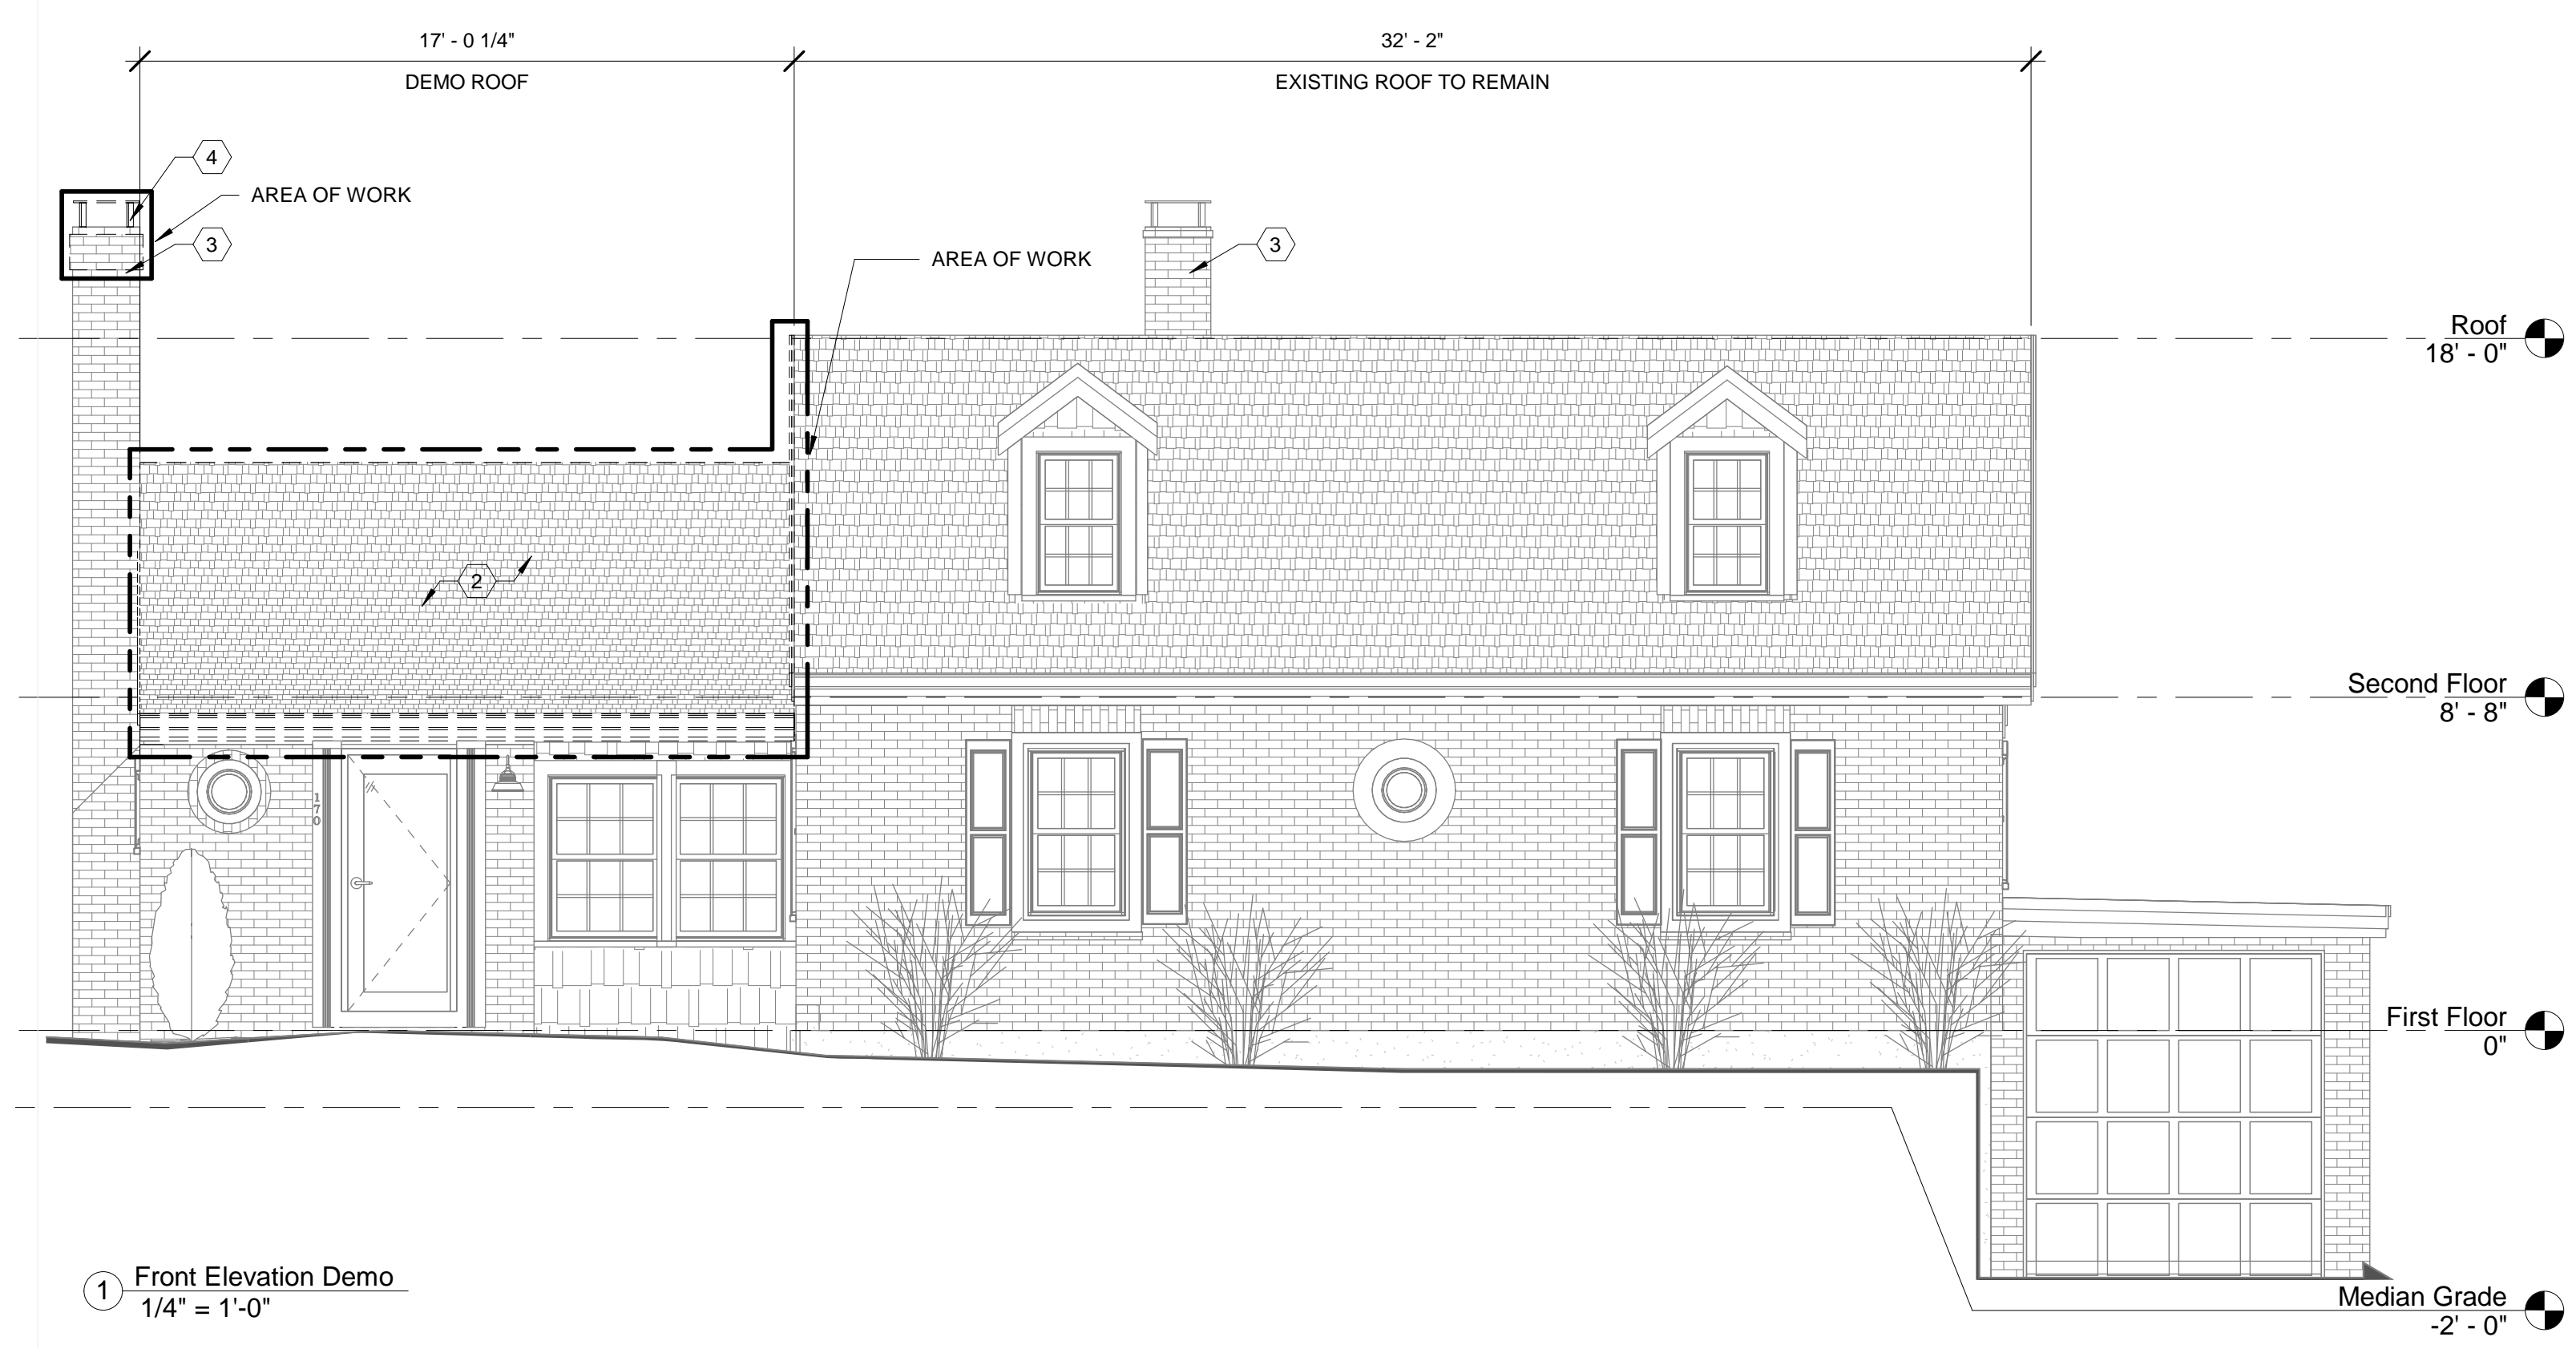 17' - 0 1/4"
32' - 2"
DEMO ROOF
EXISTING ROOF TO REMAIN
4
AREA OF WORK
3
AREA OF WORK
3
Roof
18' - 0"
2
Second Floor
8' - 8"
170
First Floor
0"
1
Front Elevation Demo
1/4" = 1'-0"
Median Grade
-2' - 0"